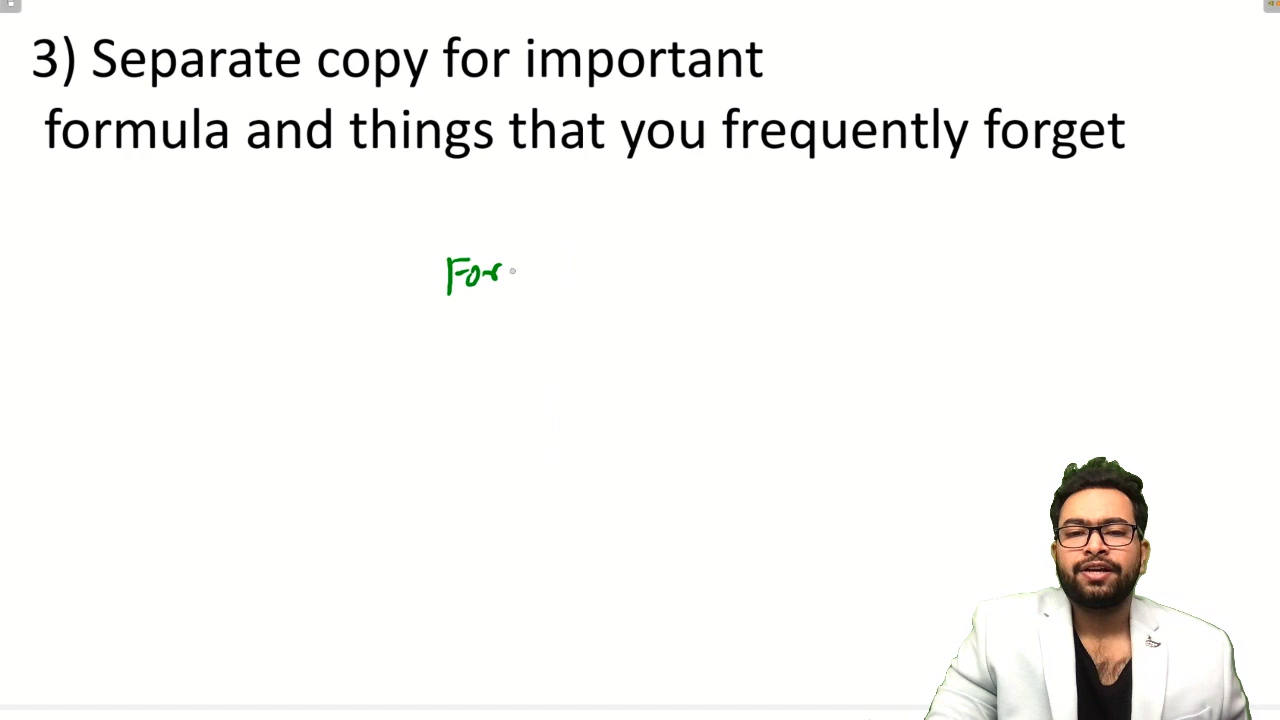 3) Separate copy for important
formula and things that you frequently forget
For